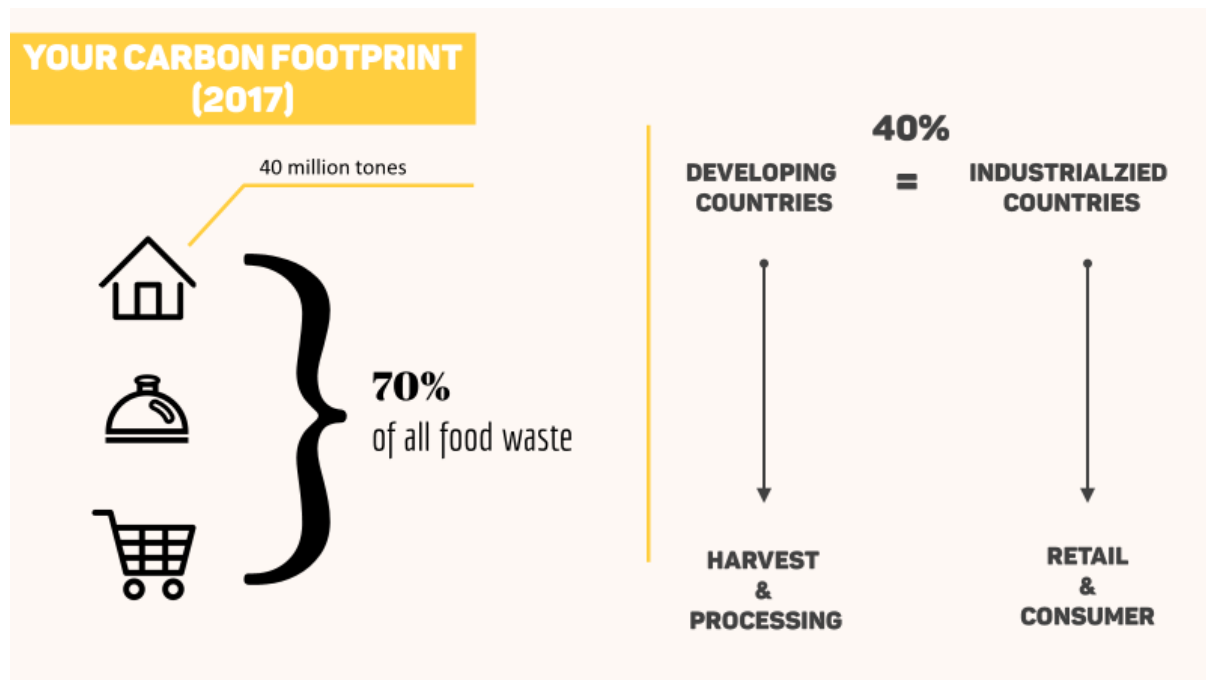 YOUR CARBON FOOTPRINT
(2017)
40 million tones
70%
of all food waste
40%
DEVELOPING
COUNTRIES
=
INDUSTRIALZIED
COUNTRIES
HARVEST
&
PROCESSING
RETAIL
&
CONSUMER